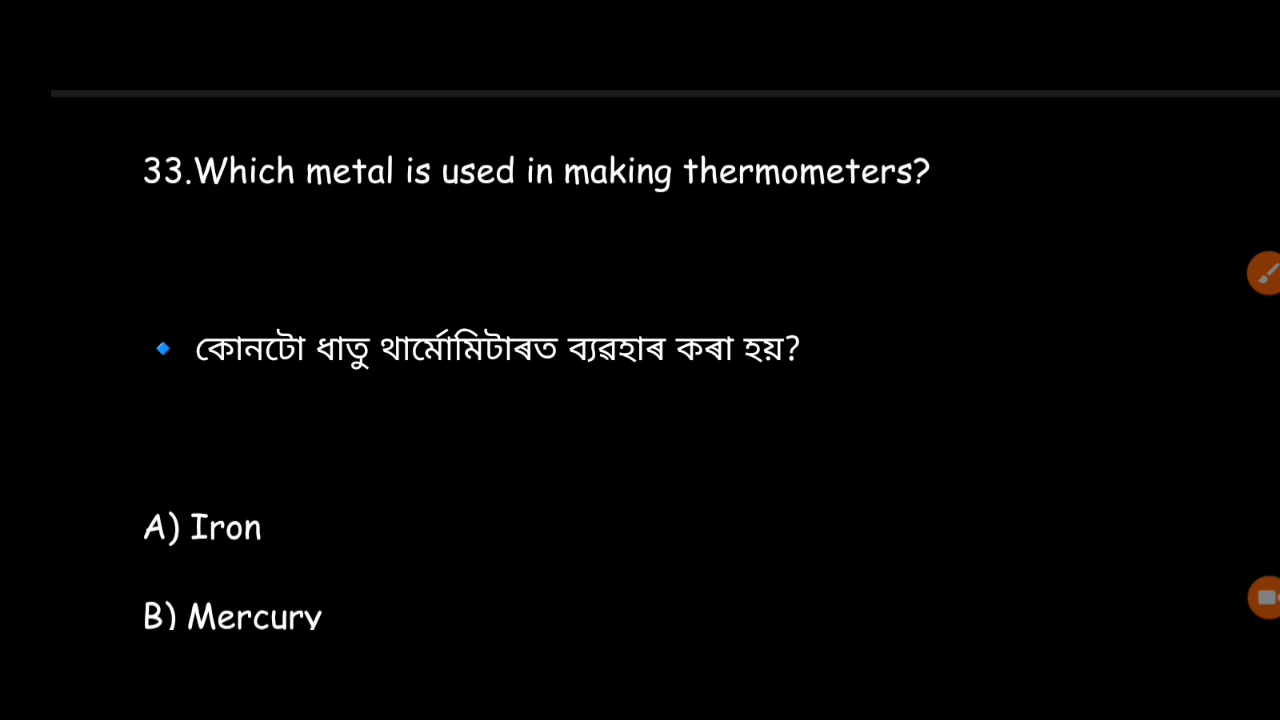 33.Which metal is used in making thermometers?
🔹 কোনটো ধাতু থাৰ্মোমিটাৰত ব্যৱহাৰ কৰা হয়?
A) Iron
B) Mercury